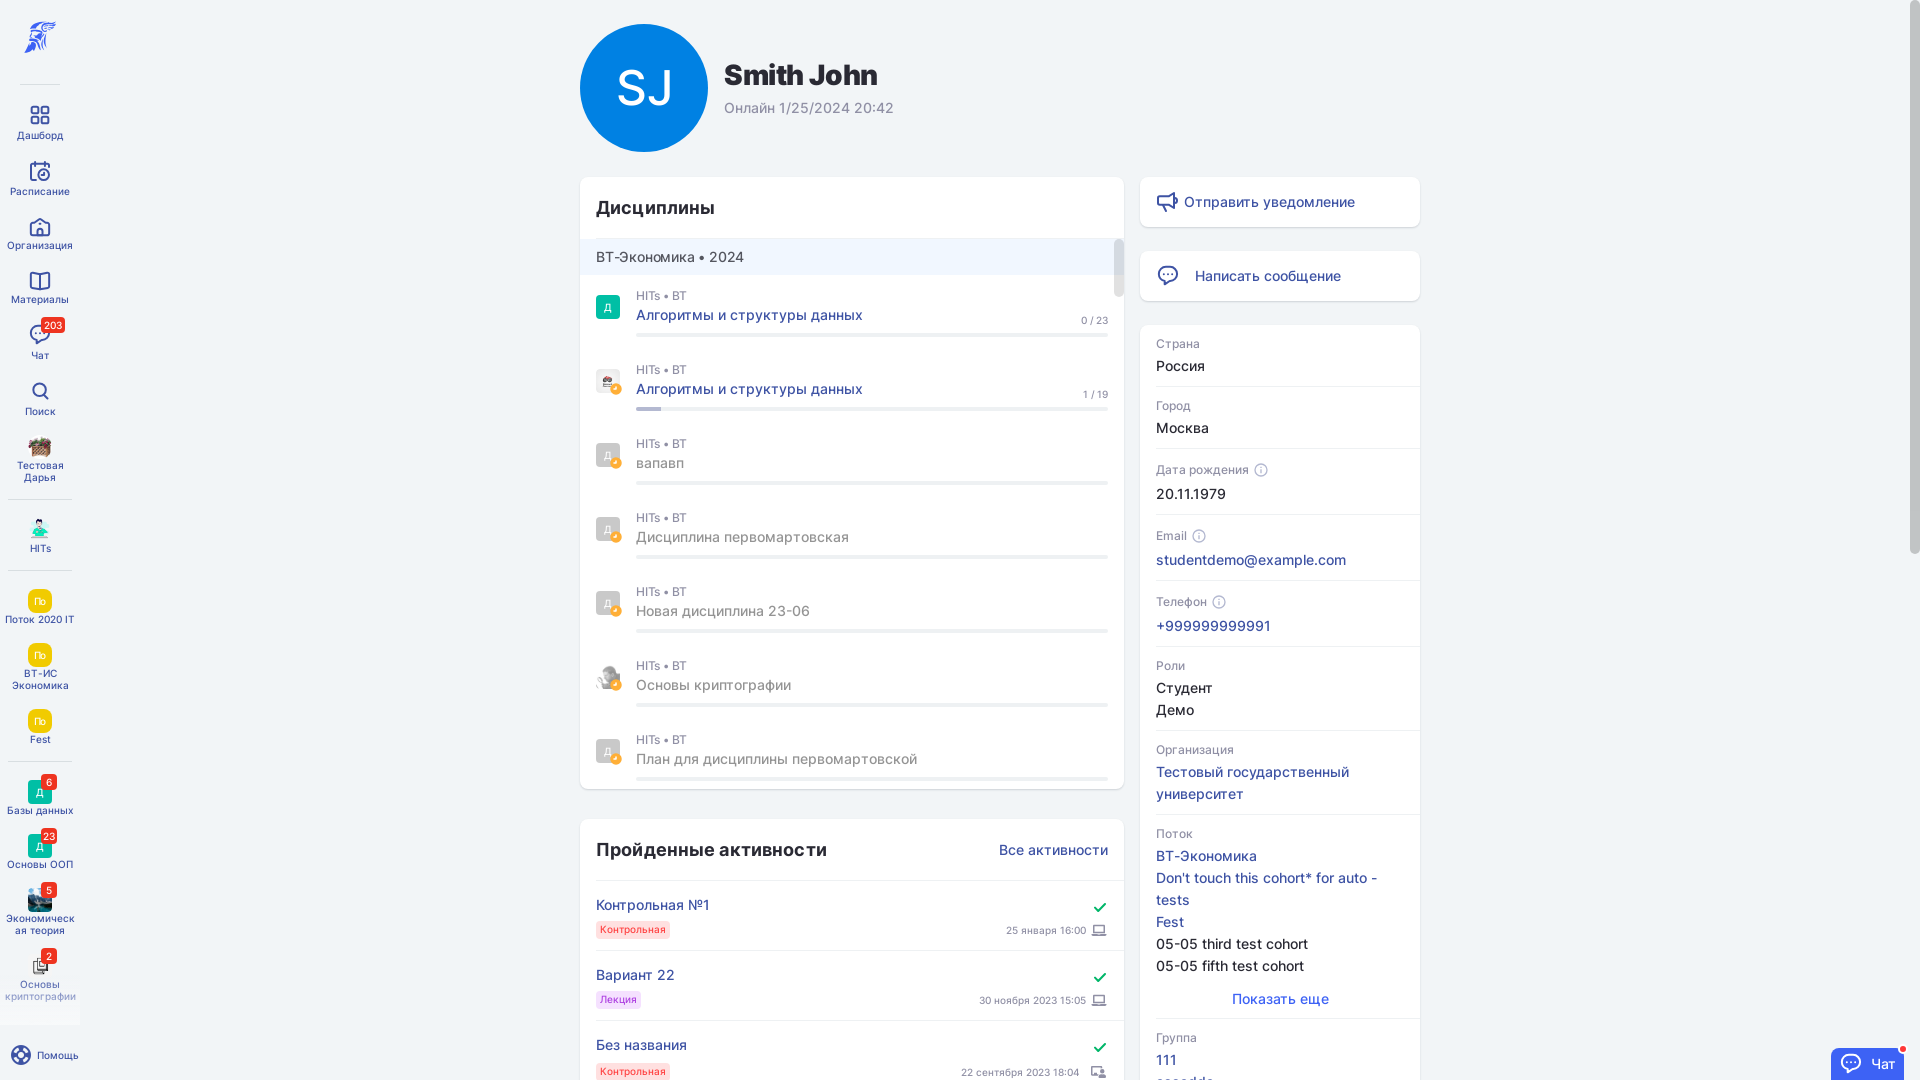 Дашборд
Расписание
Организация
Материалы
203
Чат
Поиск
Тестовая
Дарья
HITs
По
Поток 2020 IT
По
ВТ-ИС
Экономика
По
Fest
6
Д
Базы данных
23
Д
Основы ООП
5
Экономическ
ая теория
2
Основы
криптографии
Помощь
SJ
Smith John
Онлайн 1/25/2024 20:42
Дисциплины
ВТ-Экономика • 2024
Д
HITs • ВТ
Алгоритмы и структуры данных
0 / 23
HITs • ВТ
Алгоритмы и структуры данных
1 / 19
Д
HITs • ВТ
вапавп
Д
HITs • ВТ
Дисциплина первомартовская
Д
HITs • ВТ
Новая дисциплина 23-06
HITs • ВТ
Основы криптографии
Д
HITs • ВТ
План для дисциплины первомартовской
Пройденные активности
Все активности
Контрольная №1
Контрольная
25 января 16:00
Вариант 22
Лекция
30 ноября 2023 15:05
Без названия
Контрольная
22 сентября 2023 18:04
Отправить уведомление
Написать сообщение
Страна
Россия
Город
Москва
Дата рождения
20.11.1979
Email
studentdemo@example.com
Телефон
+999999999991
Роли
Студент
Демо
Организация
Тестовый государственный
университет
Поток
ВТ-Экономика
Don't touch this cohort* for auto -
tests
Fest
05-05 third test cohort
05-05 fifth test cohort
Показать еще
Группа
111
Чат